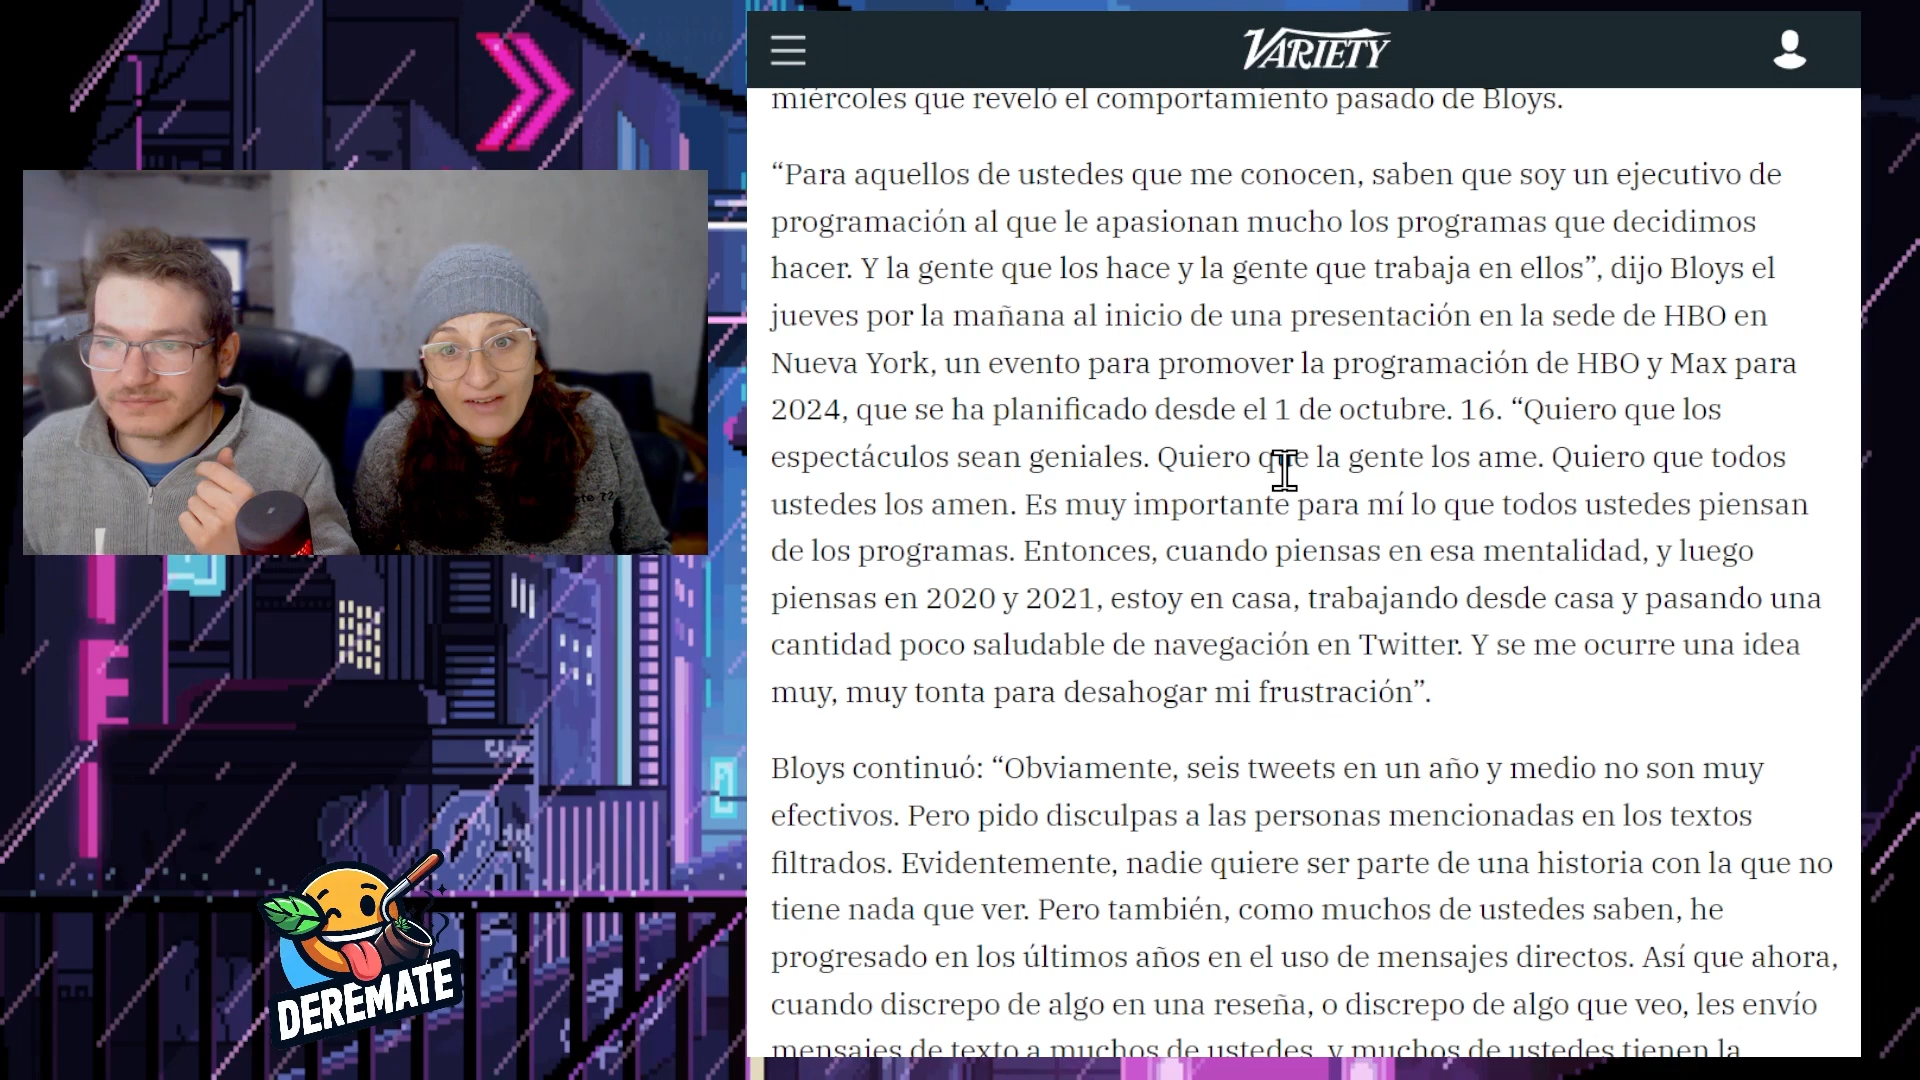 VARIETY
miércoles que reveló el comportamiento pasado de Bloys.
“Para aquellos de ustedes que me conocen, saben que soy un ejecutivo de
programación al que le apasionan mucho los programas que decidimos
hacer. Y la gente que los hace y la gente que trabaja en ellos”, dijo Bloys el
jueves por la mañana al inicio de una presentación en la sede de HBO en
Nueva York, un evento para promover la programación de HBO y Max para
2024, que se ha planificado desde el 1 de octubre. 16. “Quiero que los
espectáculos sean geniales. Quiero que la gente los ame. Quiero que todos
ustedes los amen. Es muy importante para mí lo que todos ustedes piensan
de los programas. Entonces, cuando piensas en esa mentalidad, y luego
piensas en 2020 y 2021, estoy en casa, trabajando desde casa y pasando una
cantidad poco saludable de navegación en Twitter. Y se me ocurre una idea
muy, muy tonta para desahogar mi frustración”.
Bloys continuó: “Obviamente, seis tweets en un año y medio no son muy
efectivos. Pero pido disculpas a las personas mencionadas en los textos
filtrados. Evidentemente, nadie quiere ser parte de una historia con la que no
tiene nada que ver. Pero también, como muchos de ustedes saben, he
progresado en los últimos años en el uso de mensajes directos. Así que ahora,
cuando discrepo de algo en una reseña, o discrepo de algo que veo, les envío
mensajes de texto a muchos de ustedes, y muchos de ustedes tienen la
DEREMATE